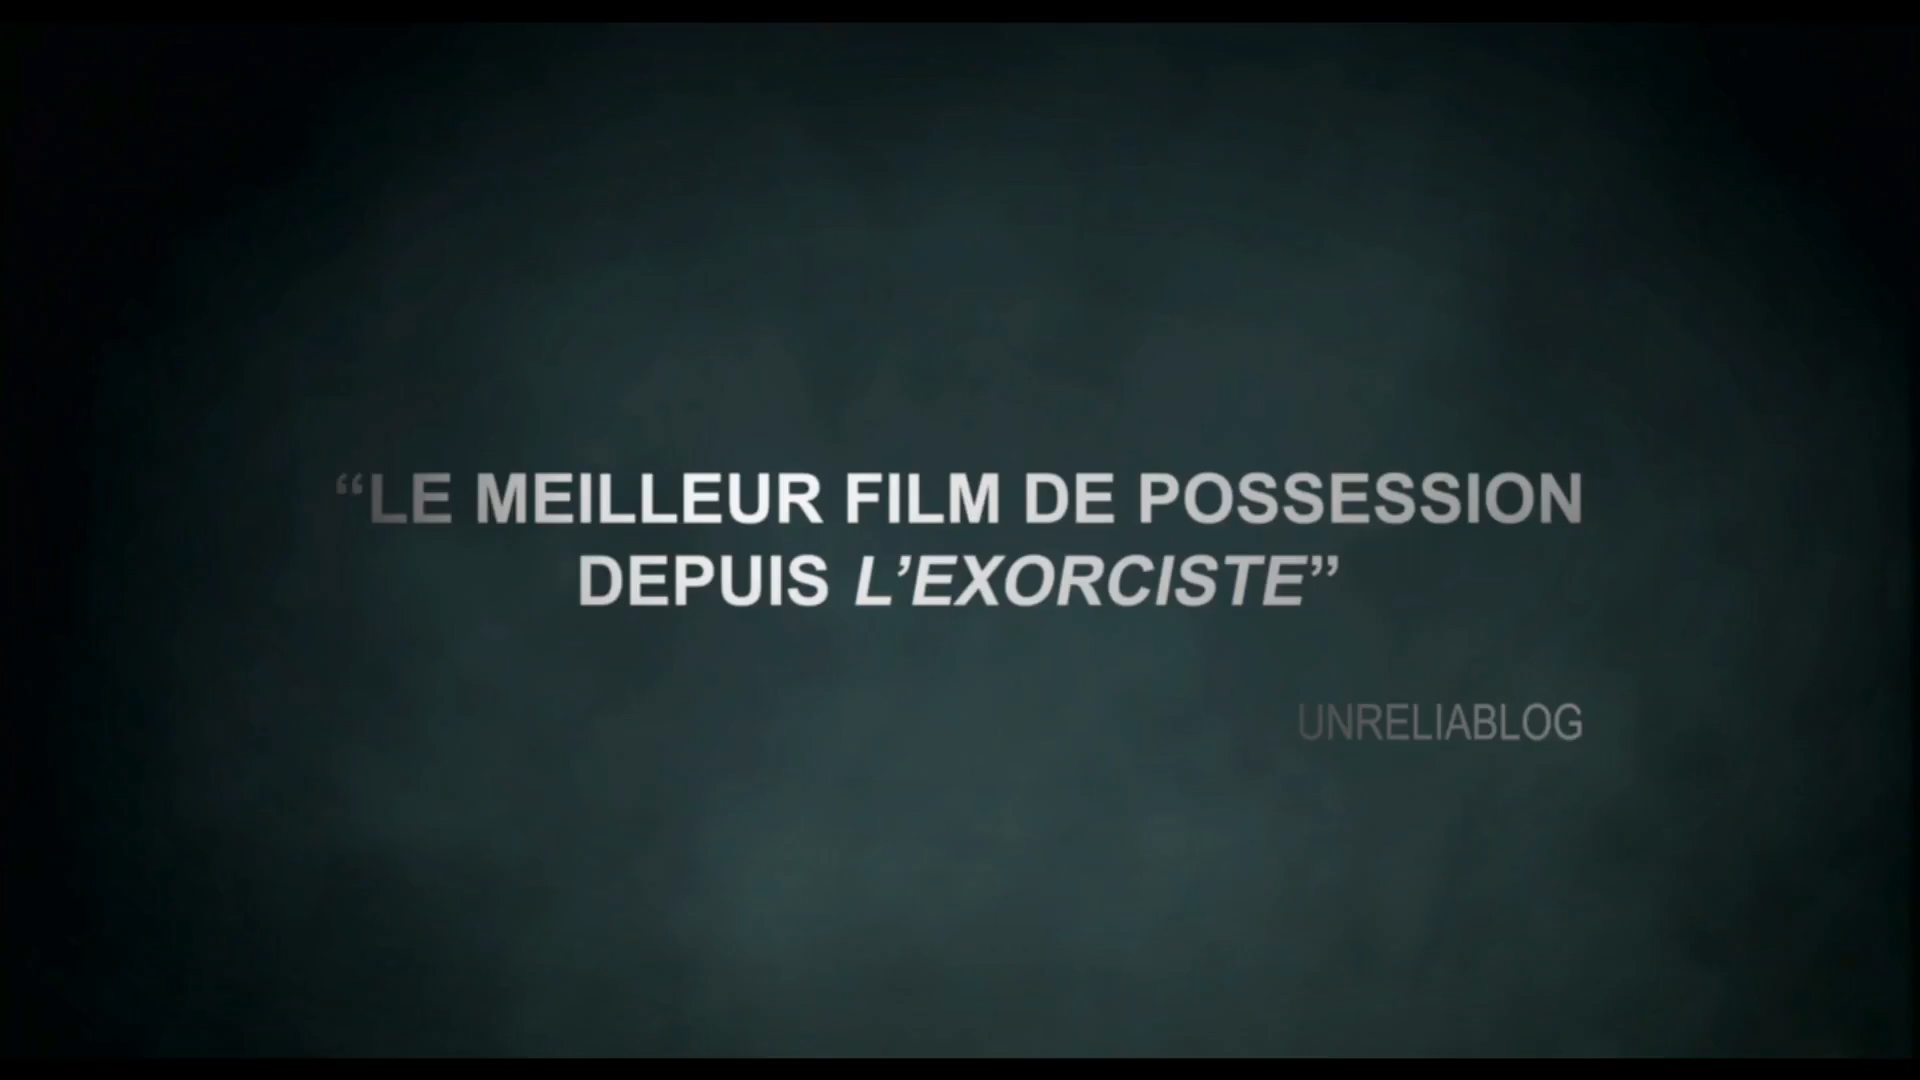 “LE MEILLEUR FILM DE POSSESSION
DEPUIS L’EXORCISTE”
UNRELIABLOG